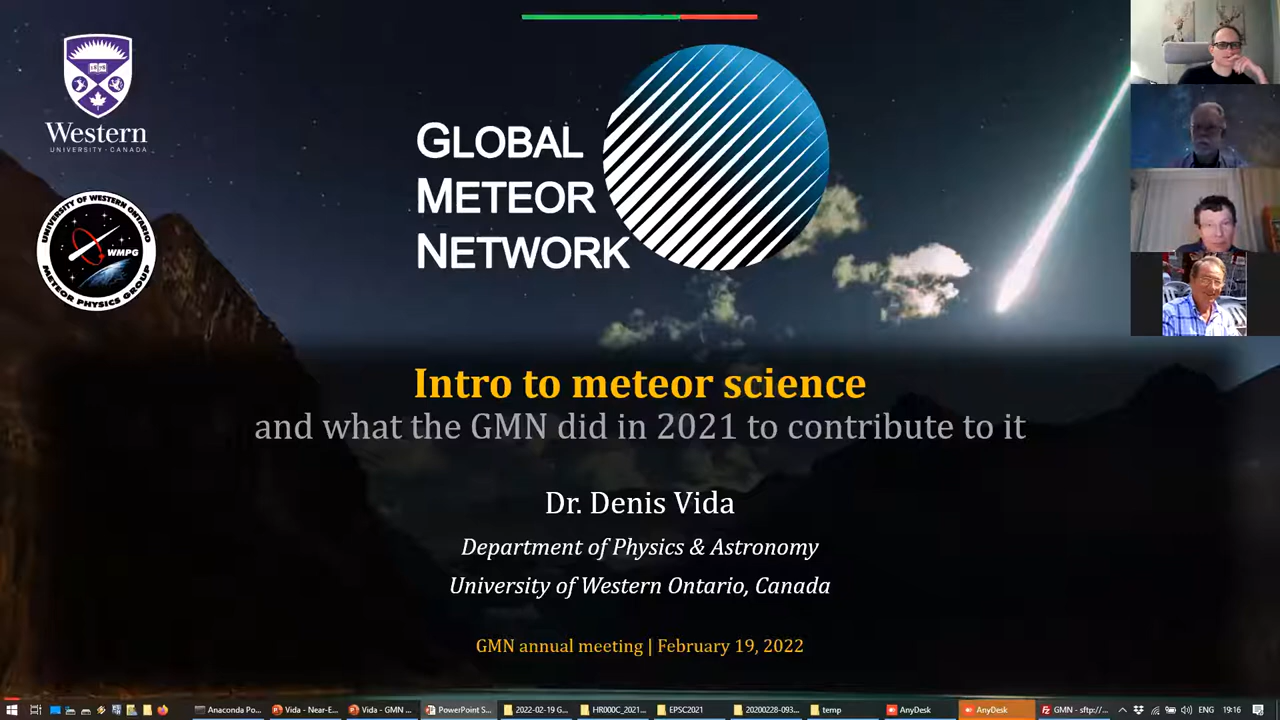 Western
UNIVERSITY · CANADA
UNIVERSITY OF WESTERN ONTARIO
WMPG
METEOR PHYSICS GROUP
GLOBAL
METEOR
NETWORK
Intro to meteor science
and what the GMN did in 2021 to contribute to it
Dr. Denis Vida
Department of Physics & Astronomy
University of Western Ontario, Canada
GMN annual meeting | February 19, 2022
Anaconda Po...
Vida - Near-E...
Vida - GMN ...
PowerPoint S...
2022-02-19 G...
HR000C_2021...
EPSC2021
20200228-093...
temp
AnyDesk
AnyDesk
GMN - sftp://...
ENG
19:16